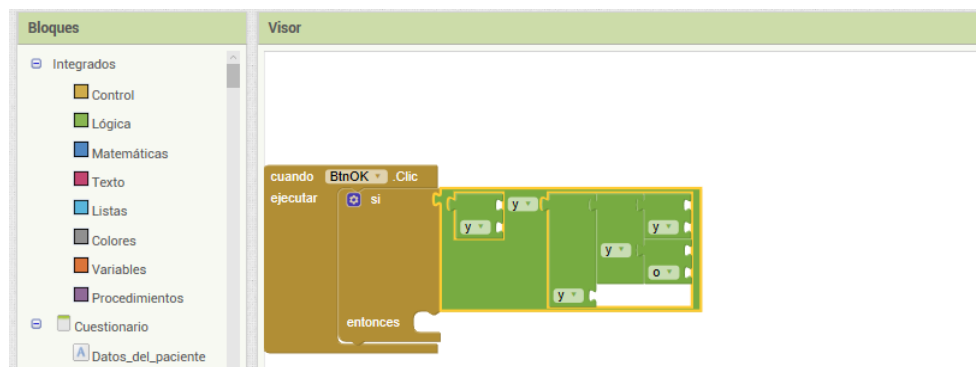 Bloques
Visor
Integrados
Control
Lógica
Matemáticas
Texto
Listas
Colores
Variables
Procedimientos
Cuestionario
A Datos_del_paciente
cuando BtnOK .Clic
ejecutar si y
y y
y o
y
entonces